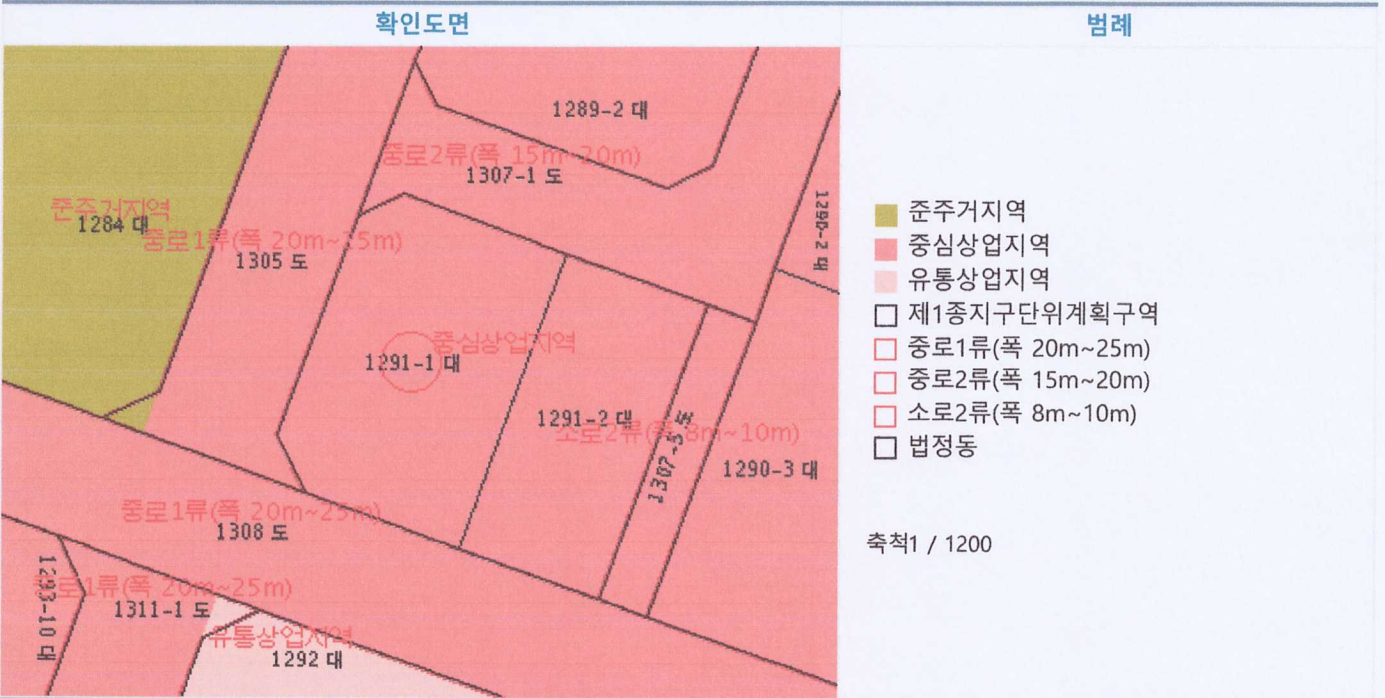 확인도면
범례
1289-2 대
중로2류(폭 15m~20m)
1307-1 도
1290-2 대
준주거지역
1284 대
중로1류(폭 20m~25m)
1305 도
중심상업지역
1291-1 대
1291-2 대
소로2류(폭 8m~10m)
1307-5 도
1290-3 대
중로1류(폭 20m~25m)
1308 도
1293-10 대
중로1류(폭 20m~25m)
1311-1 도
유통상업지역
1292 대
준주거지역
중심상업지역
유통상업지역
제1종지구단위계획구역
중로1류(폭 20m~25m)
중로2류(폭 15m~20m)
소로2류(폭 8m~10m)
법정동
축척1 / 1200